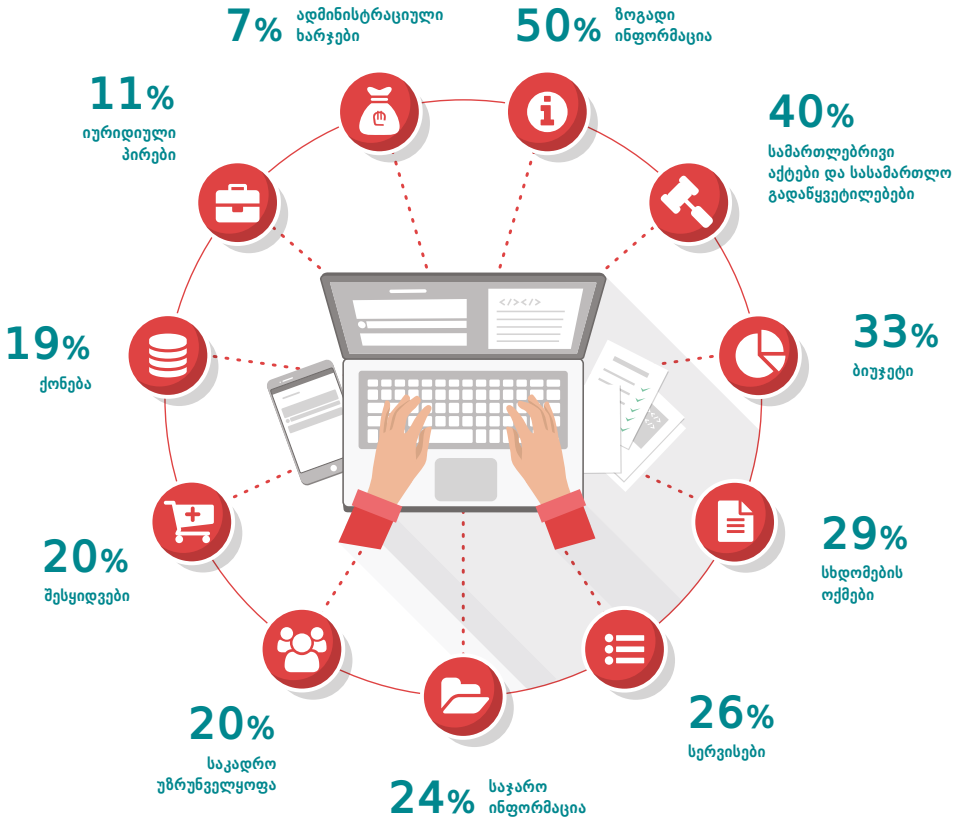 7%
ადმინისტრაციული
ხარჯები
50%
ზოგადი
ინფორმაცია
40%
სამართლებრივი
აქტები და სასამართლო
გადაწყვეტილებები
33%
ბიუჯეტი
29%
სხდომების
ოქმები
26%
სერვისები
24%
საჯარო
ინფორმაცია
20%
საკადრო
უზრუნველყოფა
20%
შესყიდვები
19%
ქონება
11%
იურიდიული
პირები